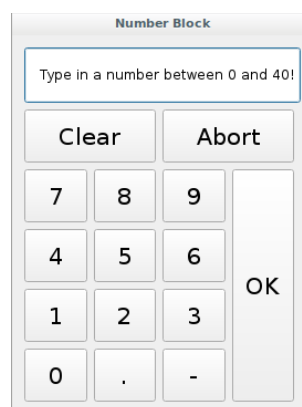 Number Block
Type in a number between 0 and 40!
Clear Abort
7 8 9
4 5 6
OK
1 2 3
0 . -